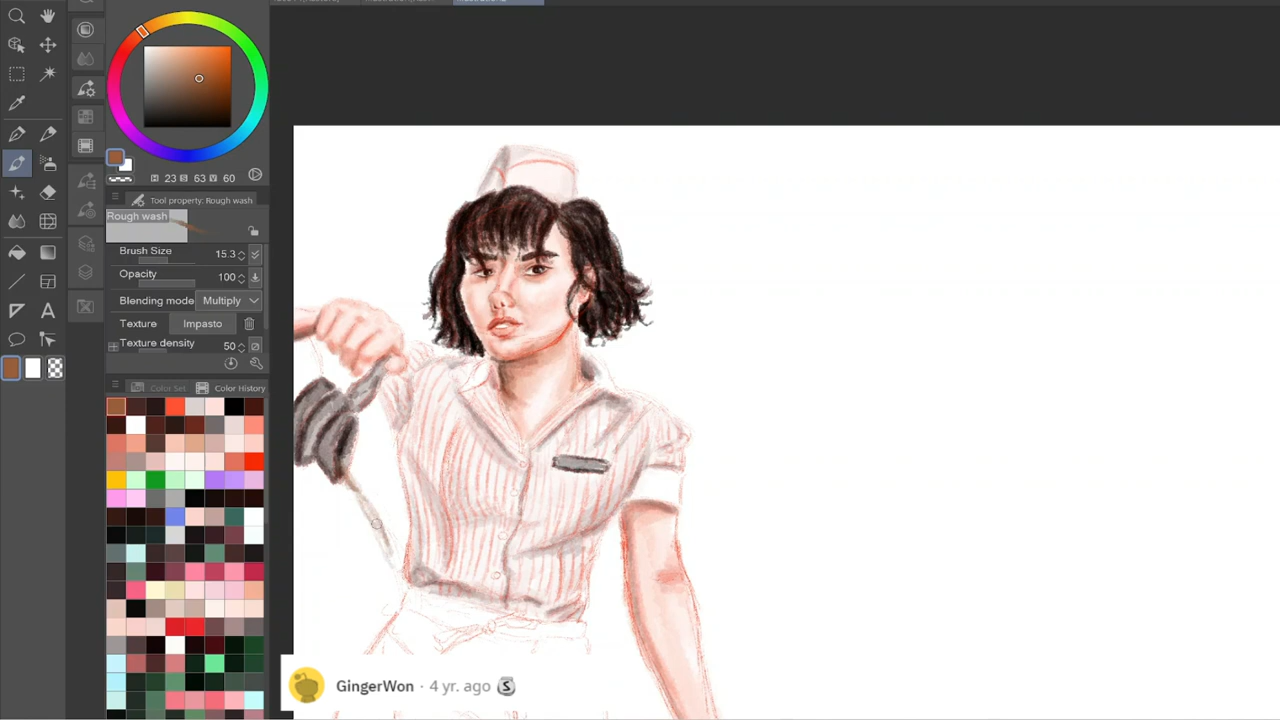 H 23 S 63 V 60
Tool property: Rough wash
Rough wash
Brush Size 15.3
Opacity 100
Blending mode Multiply
Texture Impasto
Texture density 50
Color Set Color History
GingerWon · 4 yr. ago S